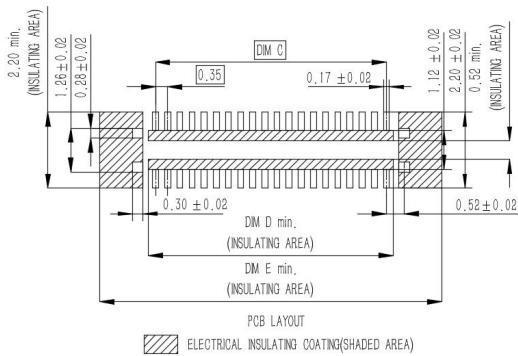 2.20 min.
(INSULATING AREA)
1.26±0.02
0.28±0.02
DIM C
0.35
0.17 ±0.02
1.12 ±0.02
2.20 ±0.02
0.52 min.
(INSULATING AREA)
0.30 ±0.02
0.52±0.02
DIM D min.
(INSULATING AREA)
DIM E min.
(INSULATING AREA)
PCB LAYOUT
ELECTRICAL INSULATING COATING(SHADED AREA)